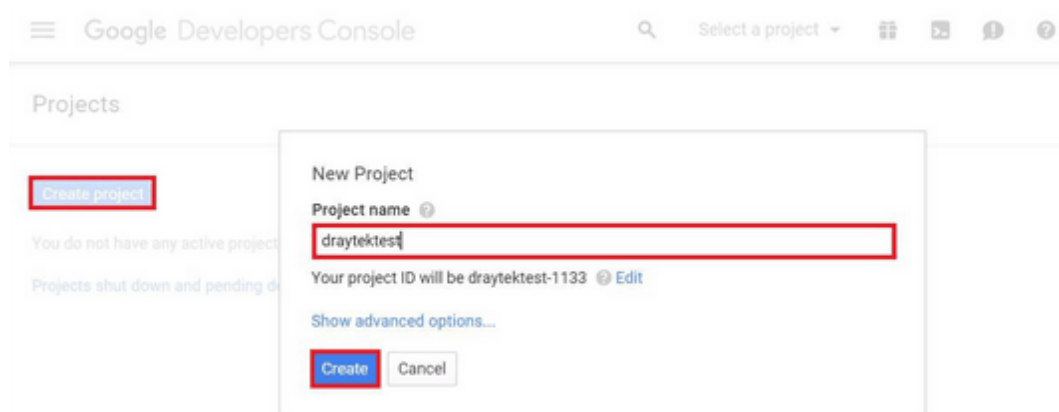 Google Developers Console Select a project
Projects
New Project
Project name
Create project
draytektest
You do not have any active project
Your project ID will be draytektest-1133 Edit
Projects shut down and pending d
Show advanced options...
Create Cancel